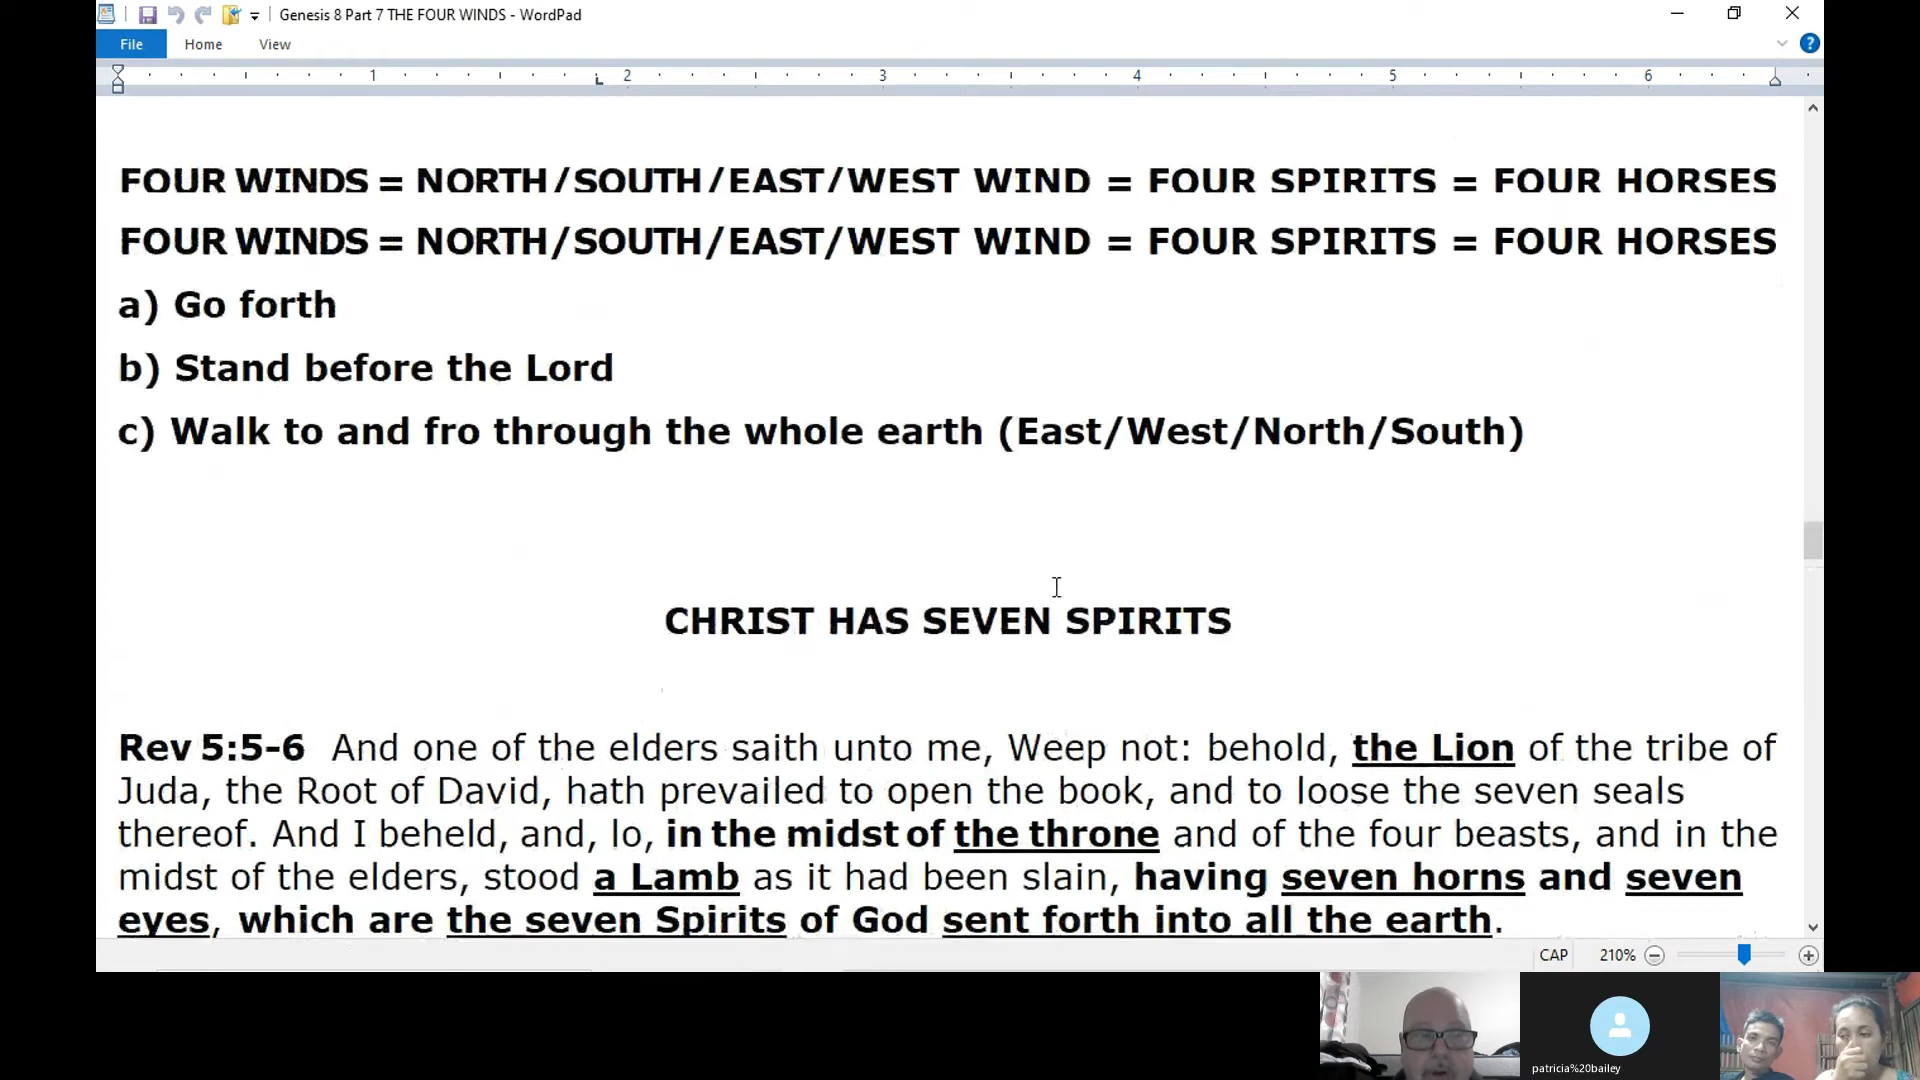 Genesis 8 Part 7 THE FOUR WINDS - WordPad
File Home View
1 2 3 4 5 6
FOUR WINDS = NORTH/SOUTH/EAST/WEST WIND = FOUR SPIRITS = FOUR HORSES
FOUR WINDS = NORTH/SOUTH/EAST/WEST WIND = FOUR SPIRITS = FOUR HORSES
a) Go forth
b) Stand before the Lord
c) Walk to and fro through the whole earth (East/West/North/South)
CHRIST HAS SEVEN SPIRITS
Rev 5:5-6 And one of the elders saith unto me, Weep not: behold, the Lion of the tribe of
Juda, the Root of David, hath prevailed to open the book, and to loose the seven seals
thereof. And I beheld, and, lo, in the midst of the throne and of the four beasts, and in the
midst of the elders, stood a Lamb as it had been slain, having seven horns and seven
eyes, which are the seven Spirits of God sent forth into all the earth.
CAP 210%
patricia%20bailey